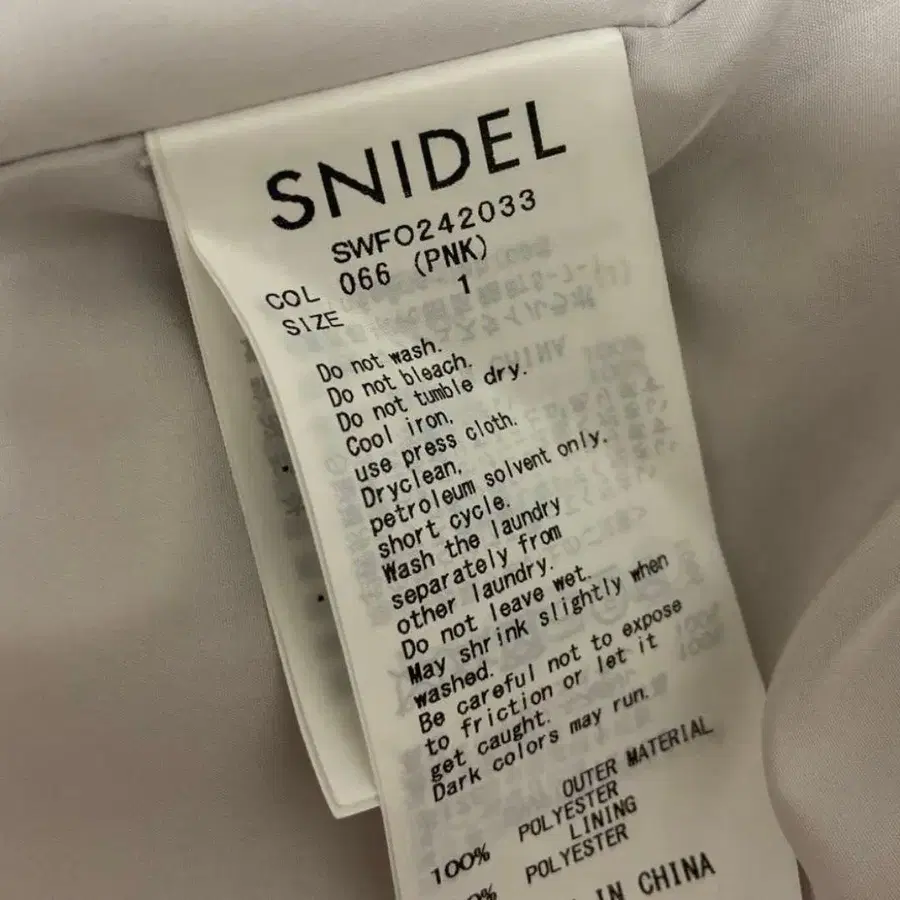 SNIDEL
SWFO242033
COL 066 (PNK)
SIZE 1
Do not wash.
Do not bleach.
Do not tumble dry.
Cool iron,
use press cloth.
Dryclean,
petroleum solvent only.
short cycle.
Wash the laundry
separately from
other laundry.
Do not leave wet.
May shrink slightly when
washed.
Be careful not to expose
to friction or let it
get caught.
Dark colors may run.
OUTER MATERIAL
100% POLYESTER
LINING
POLYESTER
IN CHINA